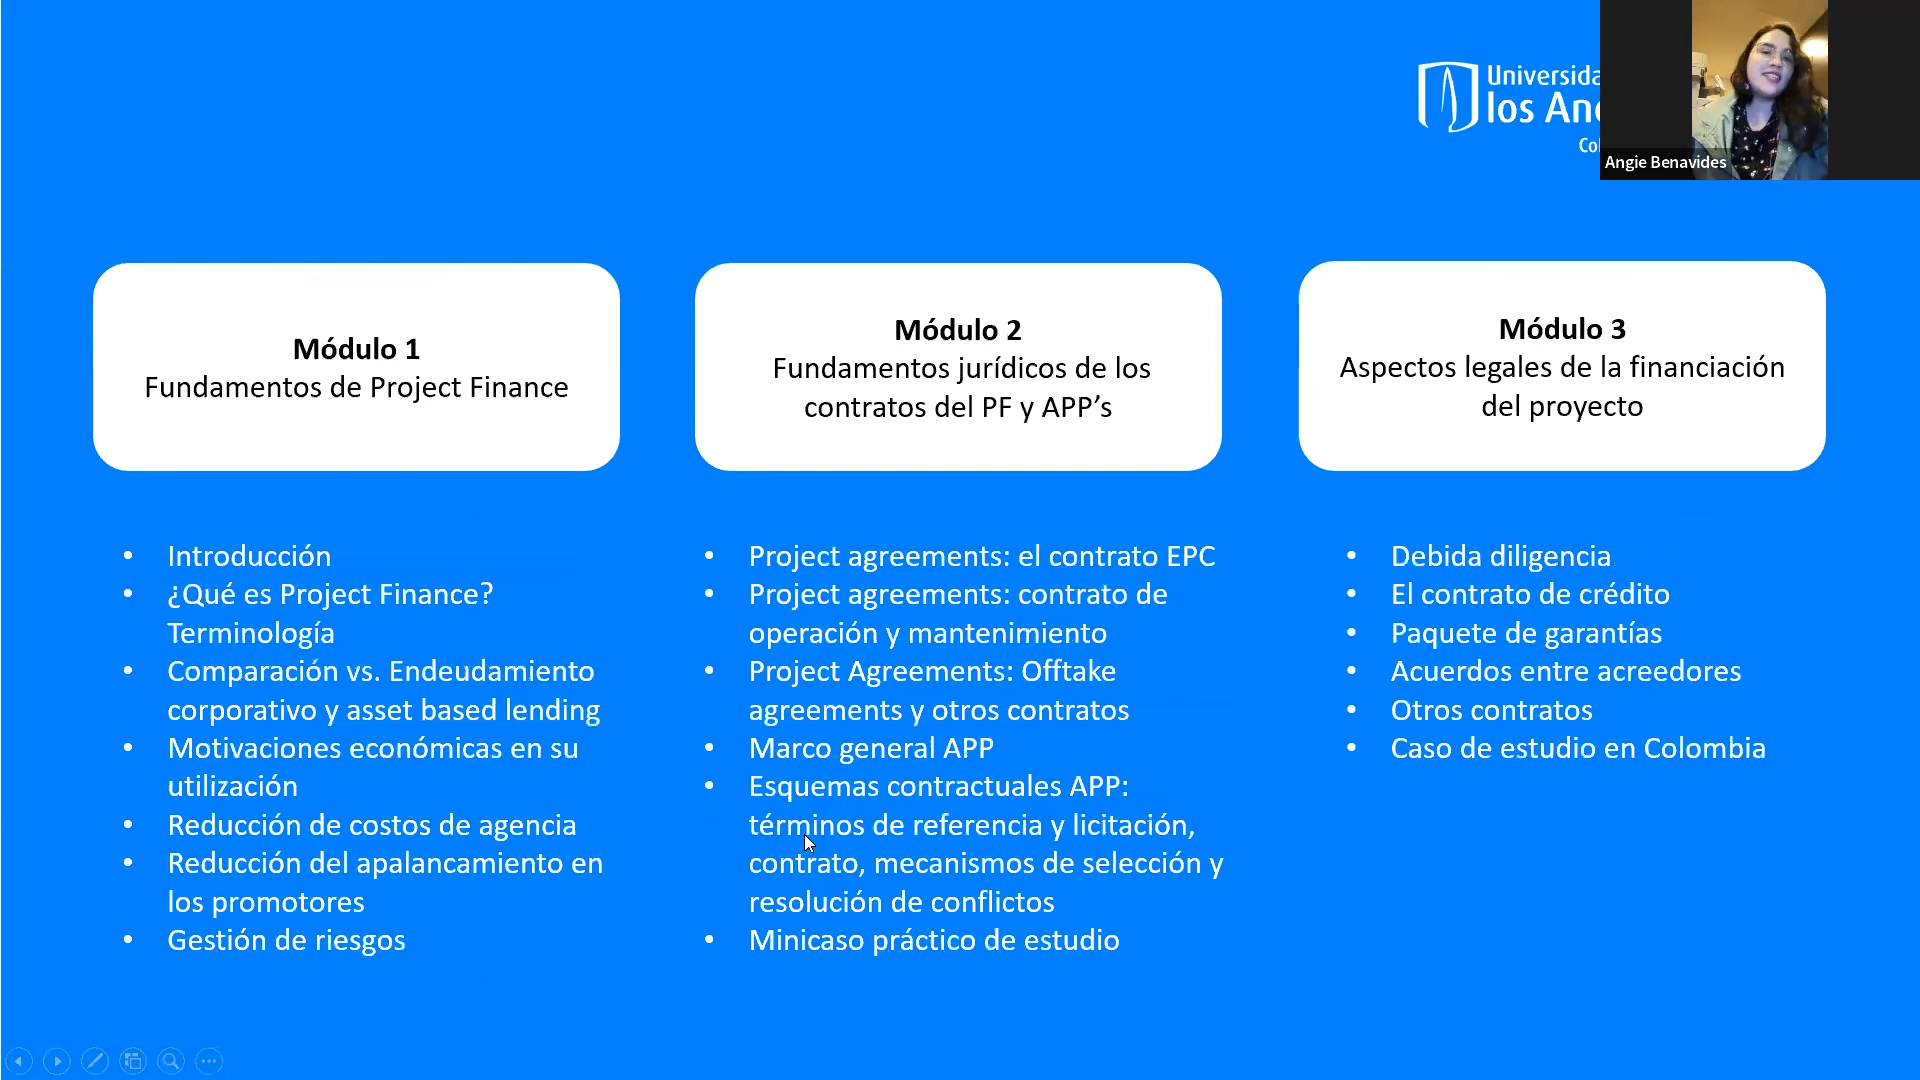 Universida
los An
Co
Angie Benavides
Módulo 1
Fundamentos de Project Finance
Módulo 2
Fundamentos jurídicos de los
contratos del PF y APP’s
Módulo 3
Aspectos legales de la financiación
del proyecto
• Introducción
• ¿Qué es Project Finance?
Terminología
• Comparación vs. Endeudamiento
corporativo y asset based lending
• Motivaciones económicas en su
utilización
• Reducción de costos de agencia
• Reducción del apalancamiento en
los promotores
• Gestión de riesgos
• Project agreements: el contrato EPC
• Project agreements: contrato de
operación y mantenimiento
• Project Agreements: Offtake
agreements y otros contratos
• Marco general APP
• Esquemas contractuales APP:
términos de referencia y licitación,
contrato, mecanismos de selección y
resolución de conflictos
• Minicaso práctico de estudio
• Debida diligencia
• El contrato de crédito
• Paquete de garantías
• Acuerdos entre acreedores
• Otros contratos
• Caso de estudio en Colombia